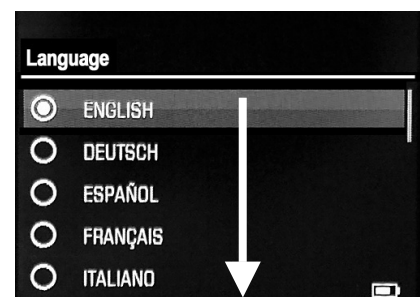 Language
ENGLISH
DEUTSCH
ESPAÑOL
FRANÇAIS
ITALIANO